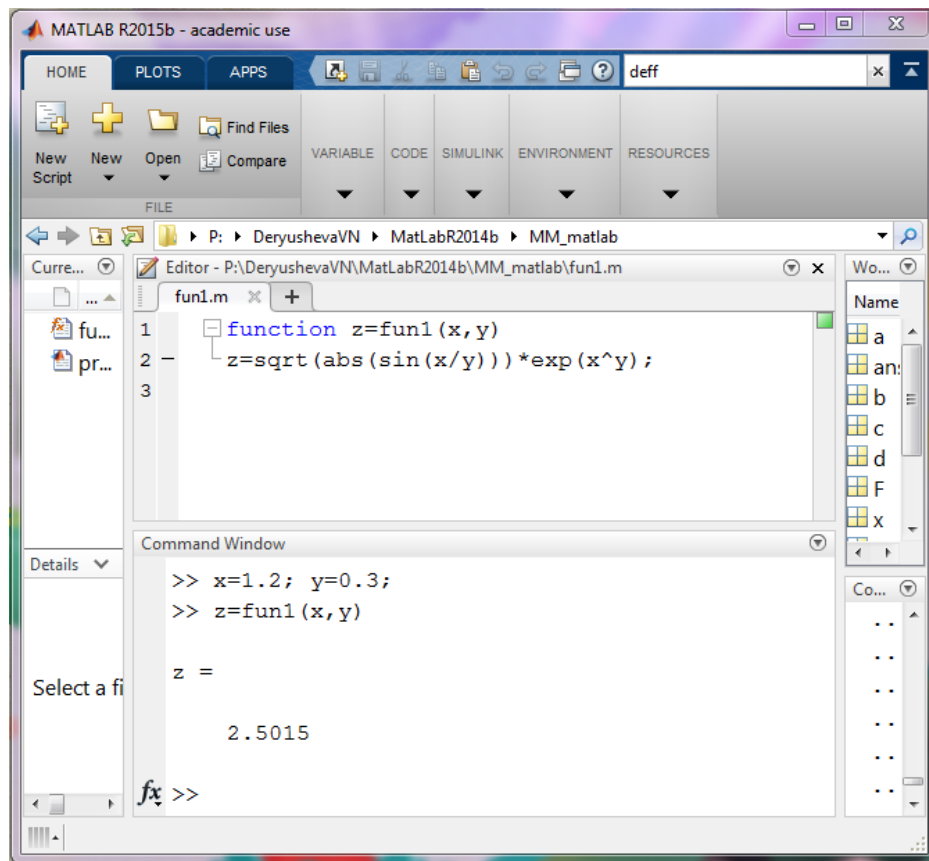 MATLAB R2015b - academic use
HOME PLOTS APPS deff
New Script
New
Open
Find Files
Compare
FILE
VARIABLE CODE SIMULINK ENVIRONMENT RESOURCES
P: DeryushevaVN MatLabR2014b MM_matlab
Curre...
...
fu...
pr...
Details
Select a fi
Editor - P:\DeryushevaVN\MatLabR2014b\MM_matlab\fun1.m
fun1.m
1 function z=fun1(x,y)
2 z=sqrt(abs(sin(x/y)))*exp(x^y);
3
Command Window
>> x=1.2; y=0.3;
>> z=fun1(x,y)
z =
2.5015
fx >>
Wo...
Name
a
an
b
c
d
F
x
Co...